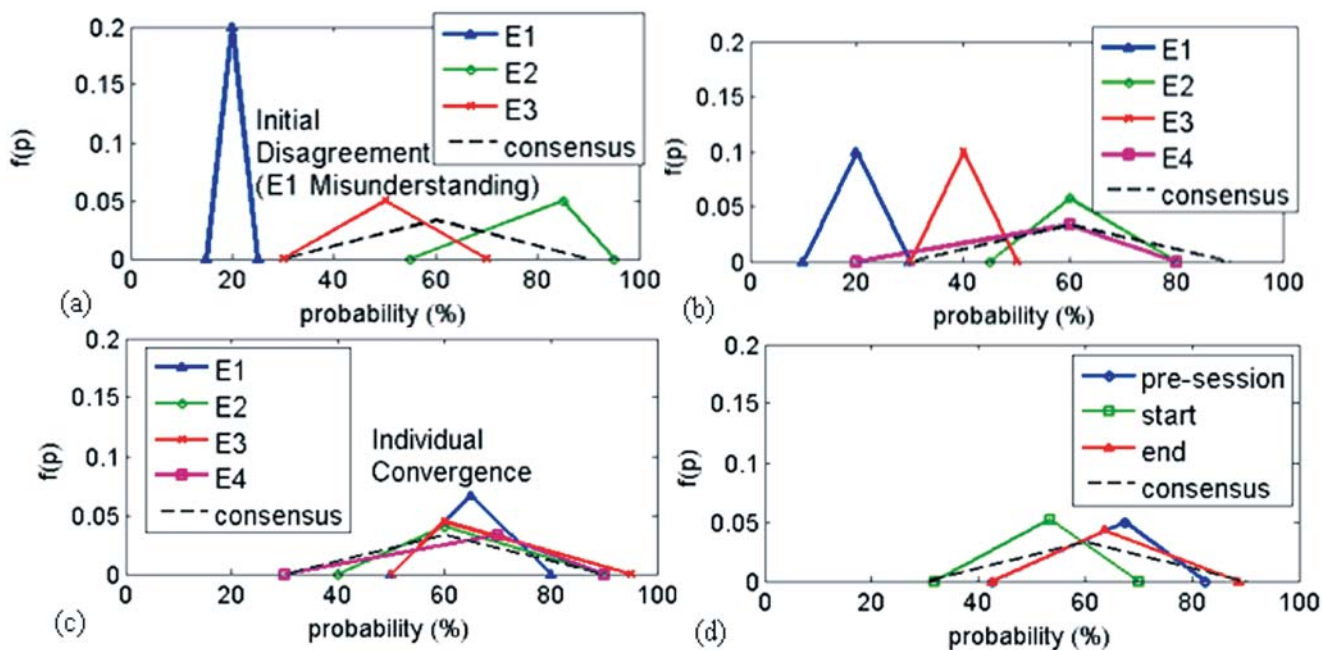 0.2
0.15
0.1
0.05
0
f(p)
E1
E2
E3
consensus
Initial
Disagreement
(E1 Misunderstanding)
0 20 40 60 80 100
probability (%)
(a)
0.2
0.15
0.1
0.05
0
f(p)
E1
E2
E3
E4
consensus
0 20 40 60 80 100
probability (%)
(b)
0.2
0.15
0.1
0.05
0
f(p)
E1
E2
E3
E4
consensus
Individual
Convergence
0 20 40 60 80 100
probability (%)
(c)
0.2
0.15
0.1
0.05
0
f(p)
pre-session
start
end
consensus
0 20 40 60 80 100
probability (%)
(d)